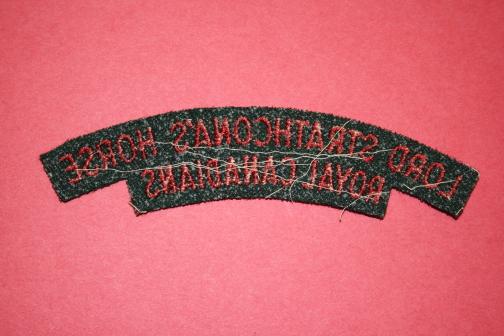 LORD STRATHCONA'S HORSE
ROYAL CANADIANS